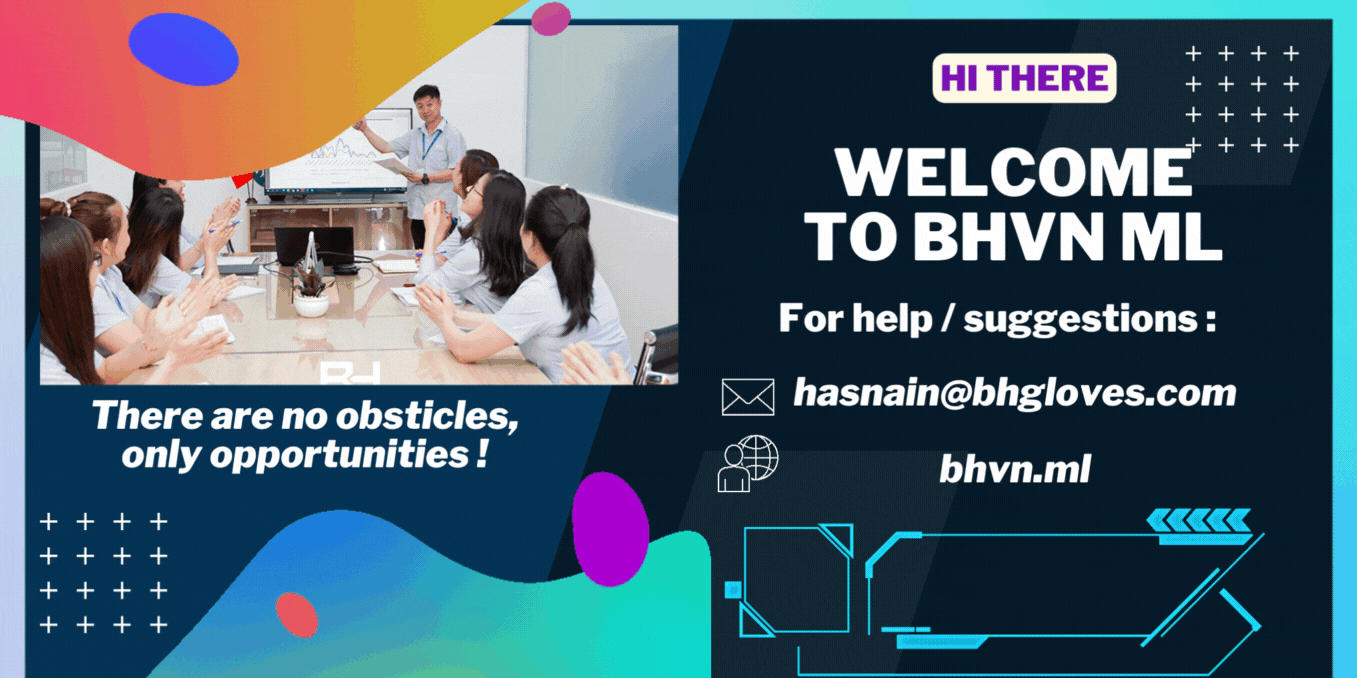 HI THERE
WELCOME
TO BHVN ML
For help / suggestions :
hasnain@bhgloves.com
bhvn.ml
There are no obsticles,
only opportunities !